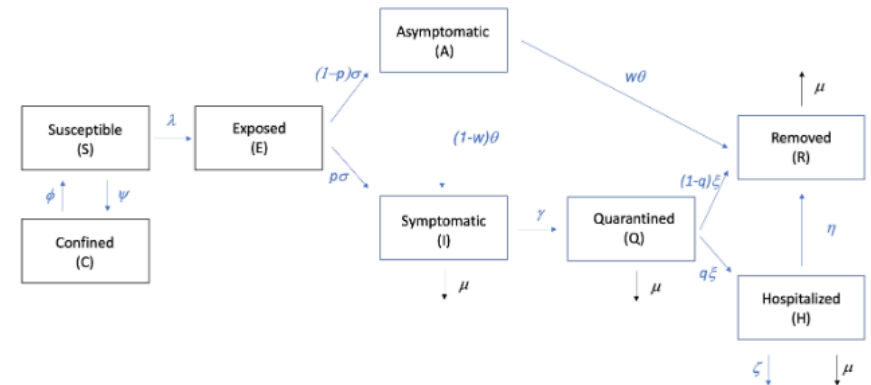 Asymptomatic
(A)
(1-p)σ
wθ
μ
λ
Susceptible
(S)
Exposed
(E)
(1-w)θ
Removed
(R)
pσ
(1-q)ξ
ϕ
ψ
Symptomatic
(I)
γ
Quarantined
(Q)
η
Confined
(C)
qξ
μ
μ
Hospitalized
(H)
ζ
μ